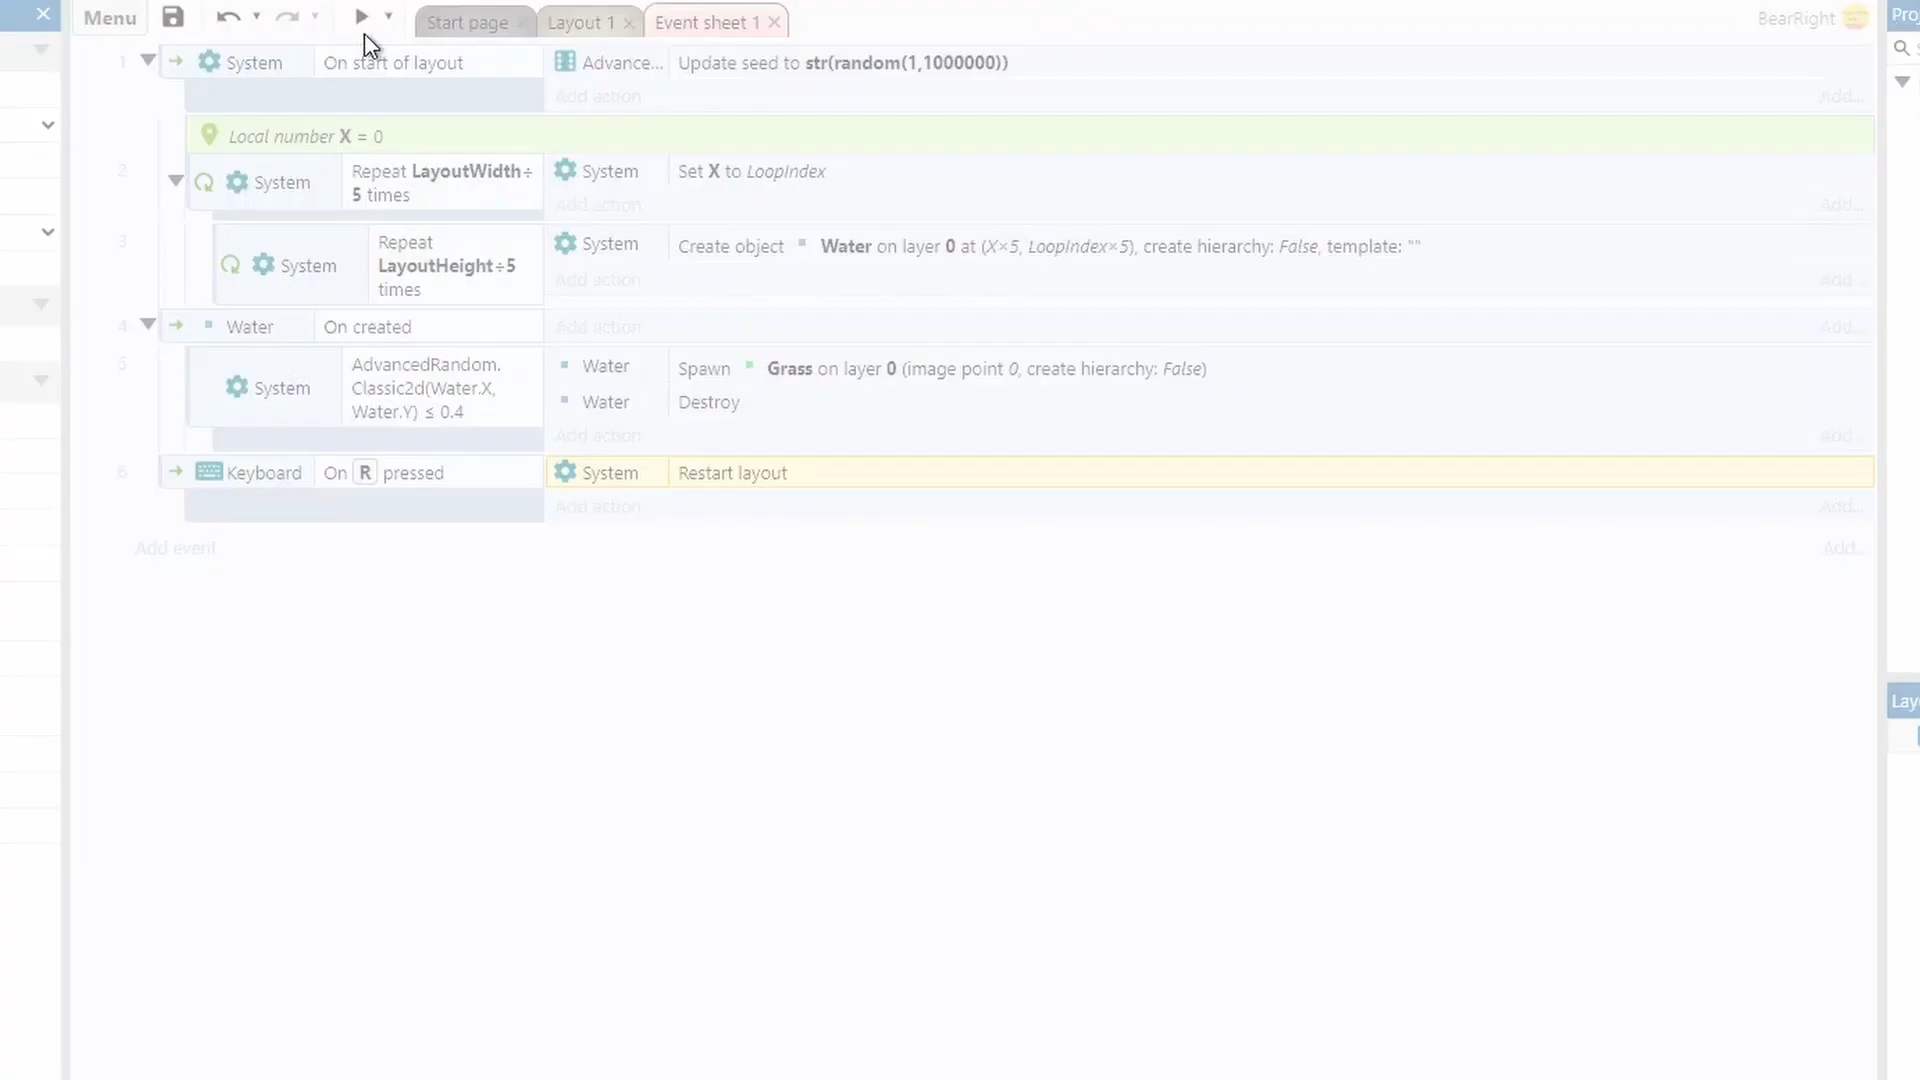 Menu
Start page
Layout 1
Event sheet 1
BearRight
Proj
1
System
On start of layout
Advance...
Update seed to str(random(1,1000000))
Add action
Add...
Local number X = 0
2
System
Repeat LayoutWidth÷
5 times
System
Set X to LoopIndex
Add action
Add...
3
System
Repeat
LayoutHeight÷5
times
System
Create object Water on layer 0 at (X×5, LoopIndex×5), create hierarchy: False, template: ""
Add action
Add...
4
Water
On created
Add action
Add...
5
System
AdvancedRandom.
Classic2d(Water.X,
Water.Y) ≤ 0.4
Water
Spawn Grass on layer 0 (image point 0, create hierarchy: False)
Water
Destroy
Add action
Add...
6
Keyboard
On R pressed
System
Restart layout
Add action
Add...
Add event
Add...
Laye